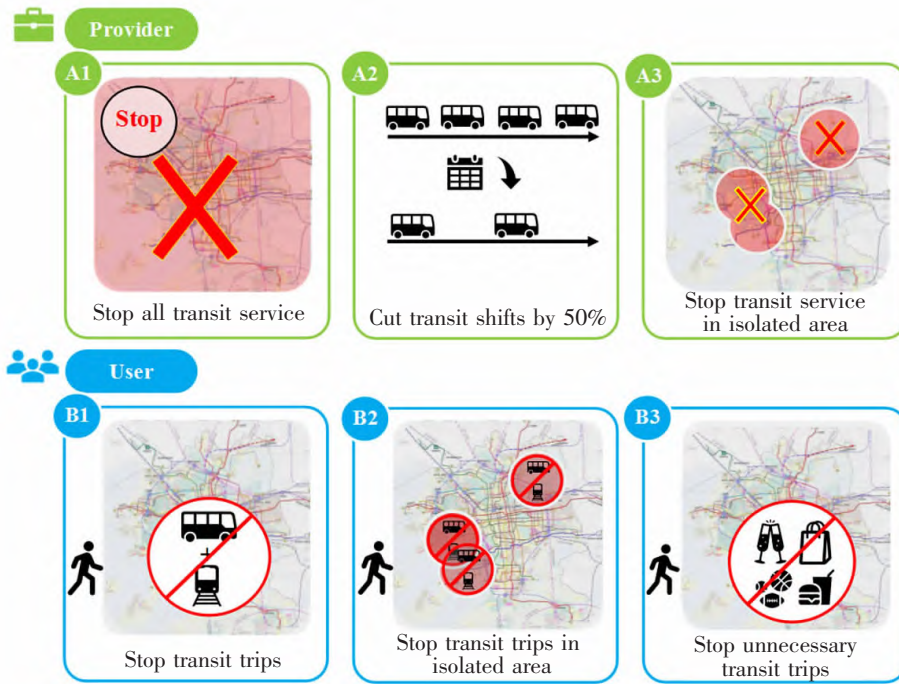 Provider
A1
A2
A3
Stop
Stop all transit service
Cut transit shifts by 50%
Stop transit service
in isolated area
User
B1
B2
B3
+
Stop transit trips
Stop transit trips in
isolated area
Stop unnecessary
transit trips